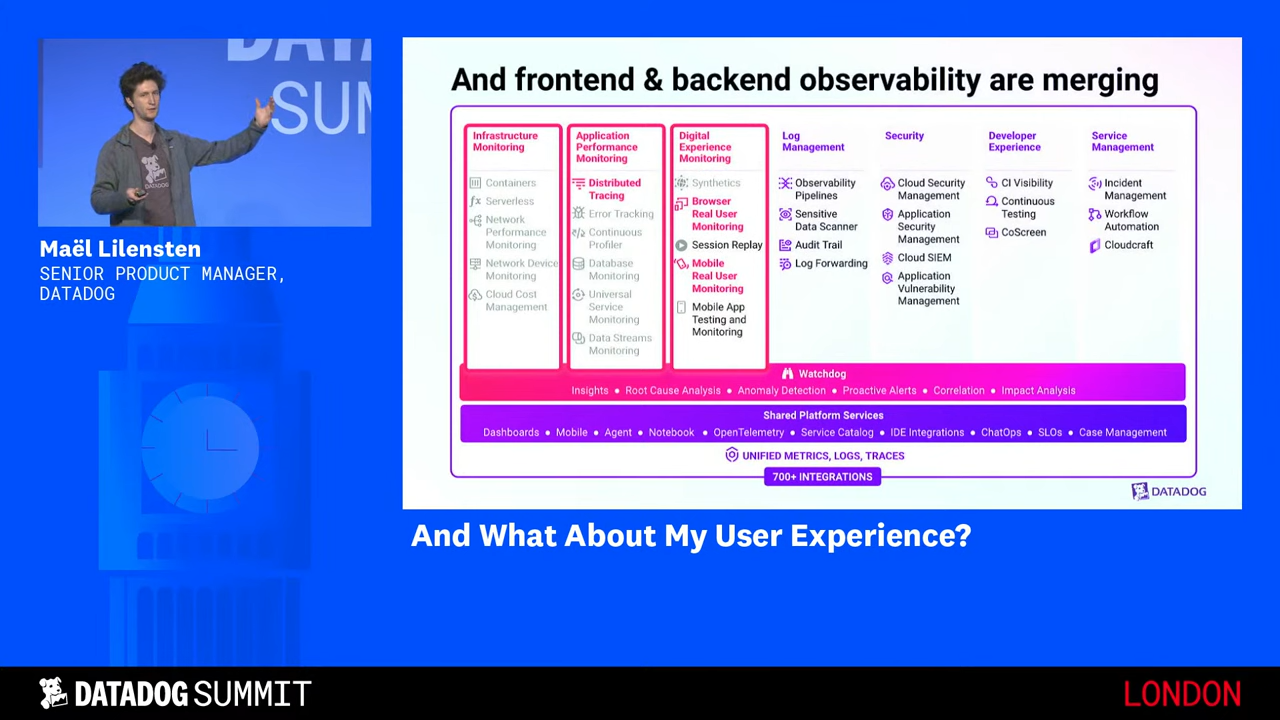 SUM
DATADOG
Maël Lilensten
SENIOR PRODUCT MANAGER,
DATADOG
And frontend & backend observability are merging
Infrastructure
Monitoring
Containers
Serverless
Network
Performance
Monitoring
Network Device
Monitoring
Cloud Cost
Management
Application
Performance
Monitoring
Distributed
Tracing
Error Tracking
Continuous
Profiler
Database
Monitoring
Universal
Service
Monitoring
Data Streams
Monitoring
Digital
Experience
Monitoring
Synthetics
Browser
Real User
Monitoring
Session Replay
Mobile
Real User
Monitoring
Mobile App
Testing and
Monitoring
Log
Management
Observability
Pipelines
Sensitive
Data Scanner
Audit Trail
Log Forwarding
Security
Cloud Security
Management
Application
Security
Management
Cloud SIEM
Application
Vulnerability
Management
Developer
Experience
CI Visibility
Continuous
Testing
CoScreen
Service
Management
Incident
Management
Workflow
Automation
Cloudcraft
Watchdog
Insights • Root Cause Analysis • Anomaly Detection • Proactive Alerts • Correlation • Impact Analysis
Shared Platform Services
Dashboards • Mobile • Agent • Notebook • OpenTelemetry • Service Catalog • IDE Integrations • ChatOps • SLOs • Case Management
UNIFIED METRICS, LOGS, TRACES
700+ INTEGRATIONS
DATADOG
And What About My User Experience?
DATADOG SUMMIT
LONDON